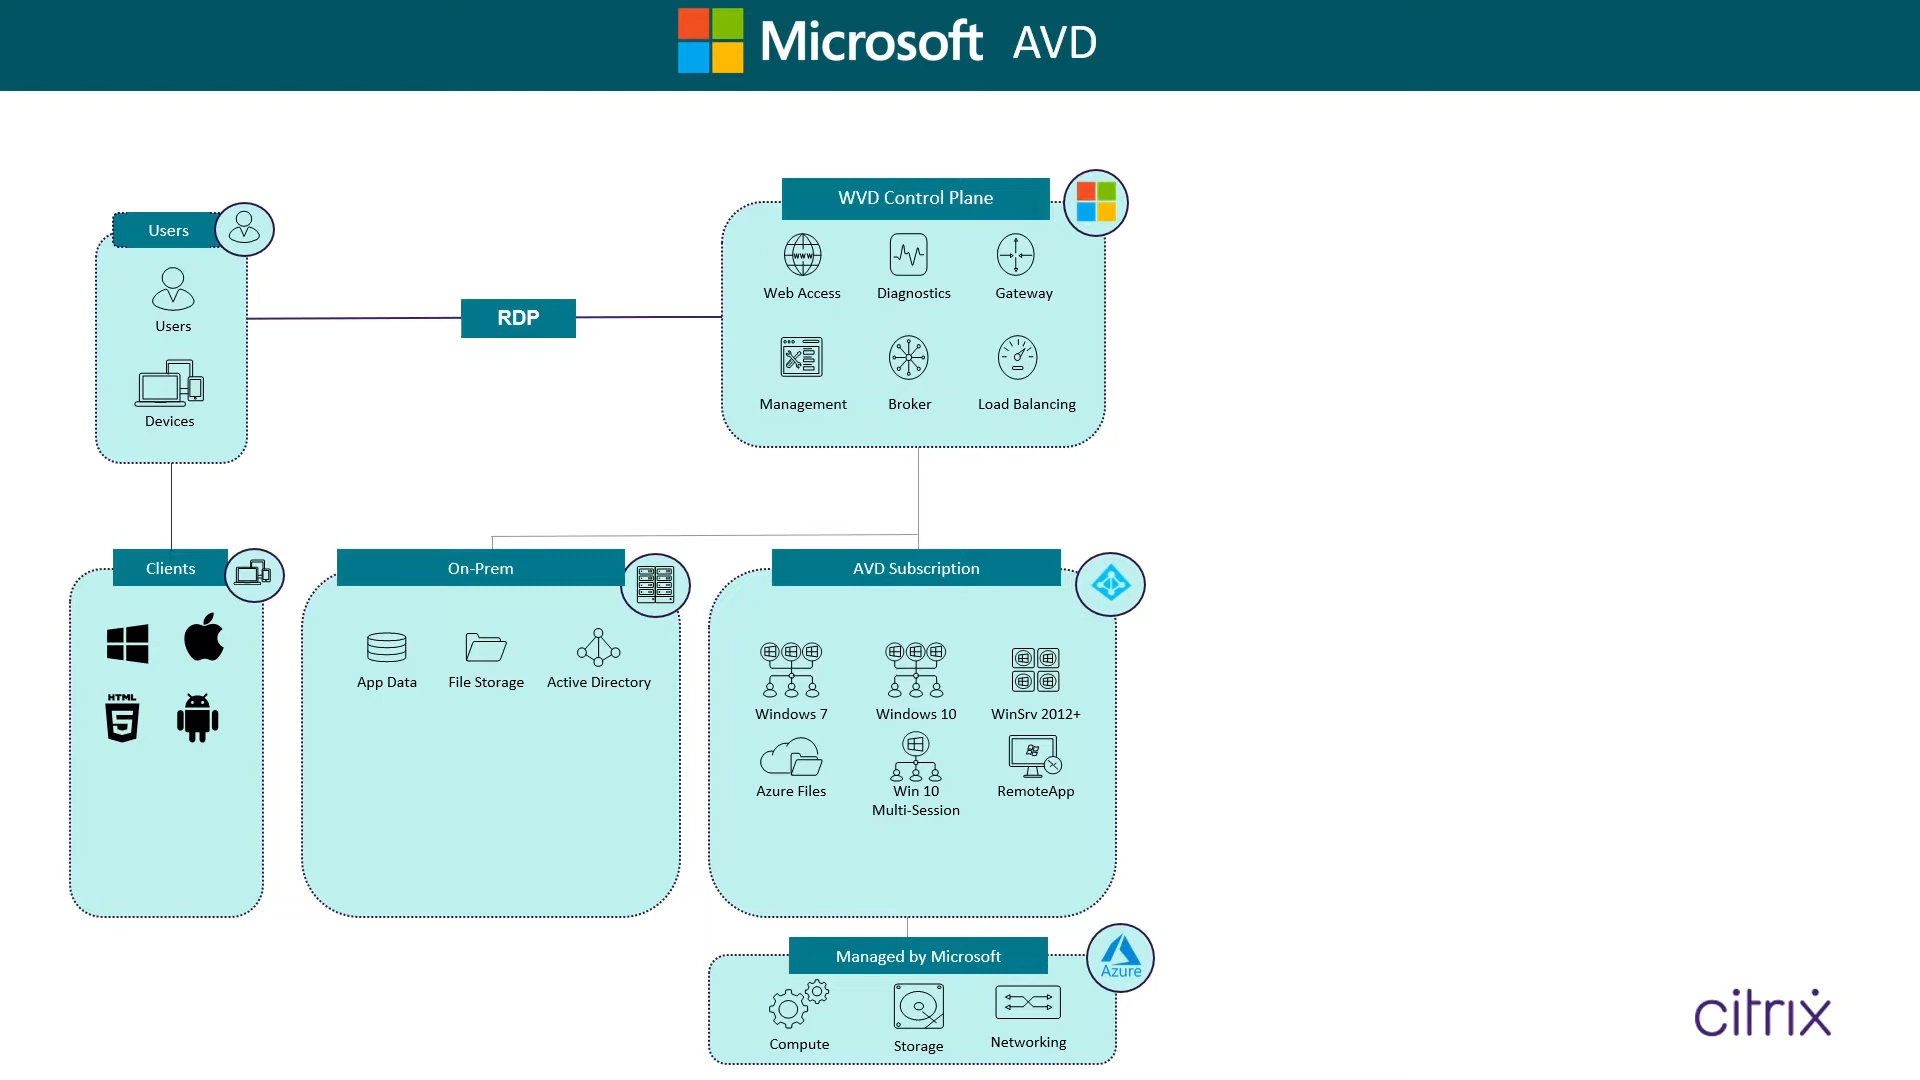 Microsoft AVD
WVD Control Plane
Users
www
Web Access
Diagnostics
Gateway
Users
RDP
Management
Broker
Load Balancing
Devices
Clients
On-Prem
AVD Subscription
App Data
File Storage
Active Directory
HTML
5
Windows 7
Windows 10
WinSrv 2012+
Azure Files
Win 10
Multi-Session
RemoteApp
Managed by Microsoft
Azure
Compute
Storage
Networking
citrix